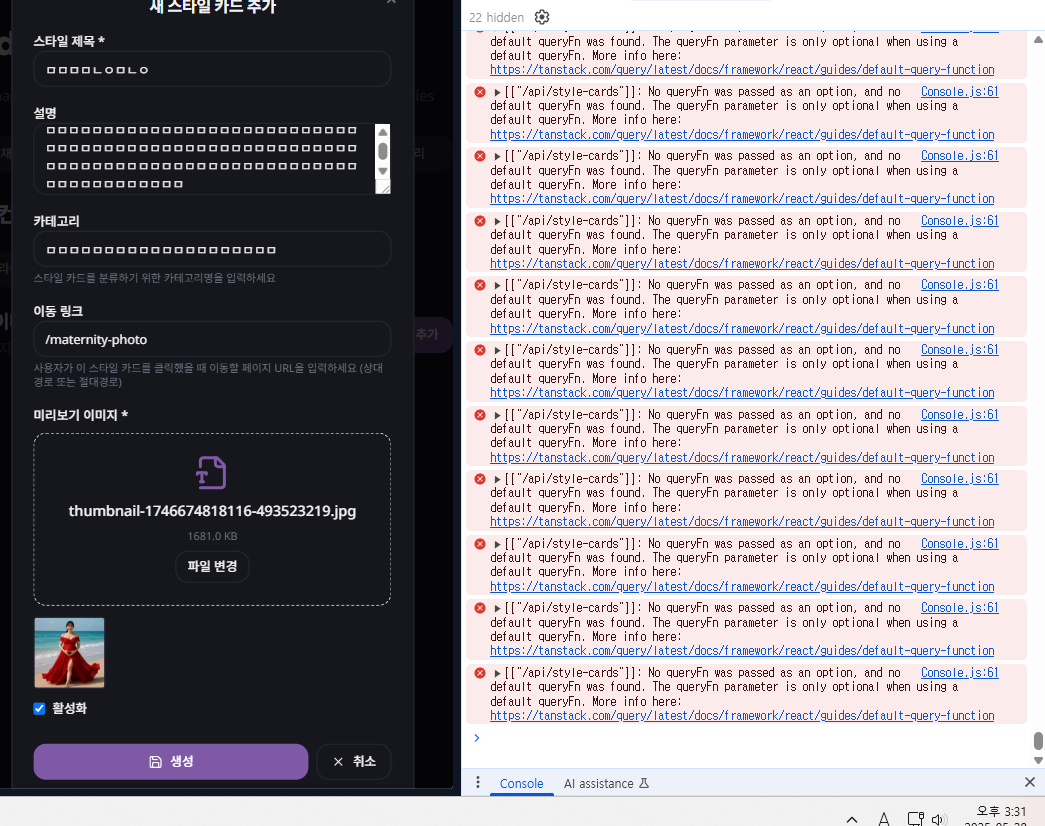 새 스타일 카드 추가
스타일 제목 *
ㅁㅁㅁㅁㄴㅇㅁㄴㅇ
설명
ㅁㅁㅁㅁㅁㅁㅁㅁㅁㅁㅁㅁㅁㅁㅁㅁㅁㅁㅁㅁㅁㅁㅁㅁㅁㅁㅁ
ㅁㅁㅁㅁㅁㅁㅁㅁㅁㅁㅁㅁㅁㅁㅁㅁㅁㅁㅁㅁㅁㅁㅁㅁㅁㅁㅁ
ㅁㅁㅁㅁㅁㅁㅁㅁㅁㅁㅁㅁㅁㅁㅁㅁㅁㅁㅁㅁㅁㅁㅁㅁㅁㅁㅁ
ㅁㅁㅁㅁㅁㅁㅁㅁㅁㅁㅁㅁ
카테고리
ㅁㅁㅁㅁㅁㅁㅁㅁㅁㅁㅁㅁㅁㅁㅁㅁㅁㅁㅁㅁ
스타일 카드를 분류하기 위한 카테고리명을 입력하세요
이동 링크
/maternity-photo
추가
사용자가 이 스타일 카드를 클릭했을 때 이동할 페이지 URL을 입력하세요 (상대
경로 또는 절대경로)
미리보기 이미지 *
thumbnail-1746674818116-493523219.jpg
1681.0 KB
파일 변경
활성화
생성
취소
22 hidden
default queryFn was found. The queryFn parameter is only optional when using a
default queryFn. More info here:
https://tanstack.com/query/latest/docs/framework/react/guides/default-query-function
[["/api/style-cards"]]: No queryFn was passed as an option, and no Console.js:61
default queryFn was found. The queryFn parameter is only optional when using a
default queryFn. More info here:
https://tanstack.com/query/latest/docs/framework/react/guides/default-query-function
[["/api/style-cards"]]: No queryFn was passed as an option, and no Console.js:61
default queryFn was found. The queryFn parameter is only optional when using a
default queryFn. More info here:
https://tanstack.com/query/latest/docs/framework/react/guides/default-query-function
[["/api/style-cards"]]: No queryFn was passed as an option, and no Console.js:61
default queryFn was found. The queryFn parameter is only optional when using a
default queryFn. More info here:
https://tanstack.com/query/latest/docs/framework/react/guides/default-query-function
[["/api/style-cards"]]: No queryFn was passed as an option, and no Console.js:61
default queryFn was found. The queryFn parameter is only optional when using a
default queryFn. More info here:
https://tanstack.com/query/latest/docs/framework/react/guides/default-query-function
[["/api/style-cards"]]: No queryFn was passed as an option, and no Console.js:61
default queryFn was found. The queryFn parameter is only optional when using a
default queryFn. More info here:
https://tanstack.com/query/latest/docs/framework/react/guides/default-query-function
[["/api/style-cards"]]: No queryFn was passed as an option, and no Console.js:61
default queryFn was found. The queryFn parameter is only optional when using a
default queryFn. More info here:
https://tanstack.com/query/latest/docs/framework/react/guides/default-query-function
[["/api/style-cards"]]: No queryFn was passed as an option, and no Console.js:61
default queryFn was found. The queryFn parameter is only optional when using a
default queryFn. More info here:
https://tanstack.com/query/latest/docs/framework/react/guides/default-query-function
[["/api/style-cards"]]: No queryFn was passed as an option, and no Console.js:61
default queryFn was found. The queryFn parameter is only optional when using a
default queryFn. More info here:
https://tanstack.com/query/latest/docs/framework/react/guides/default-query-function
[["/api/style-cards"]]: No queryFn was passed as an option, and no Console.js:61
default queryFn was found. The queryFn parameter is only optional when using a
default queryFn. More info here:
https://tanstack.com/query/latest/docs/framework/react/guides/default-query-function
[["/api/style-cards"]]: No queryFn was passed as an option, and no Console.js:61
default queryFn was found. The queryFn parameter is only optional when using a
default queryFn. More info here:
https://tanstack.com/query/latest/docs/framework/react/guides/default-query-function
Console
AI assistance
A
오후 3:31